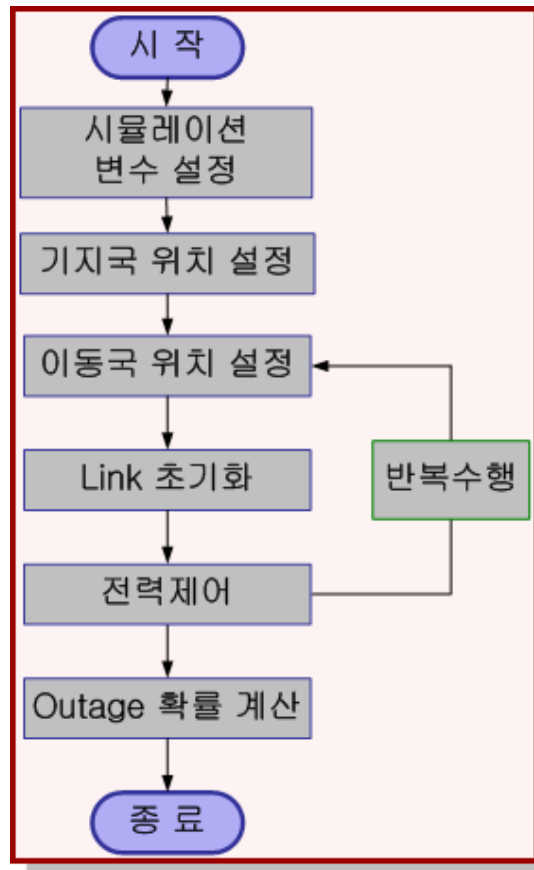 시 작
시뮬레이션
변수 설정
기지국 위치 설정
이동국 위치 설정
Link 초기화
반복수행
전력제어
Outage 확률 계산
종 료